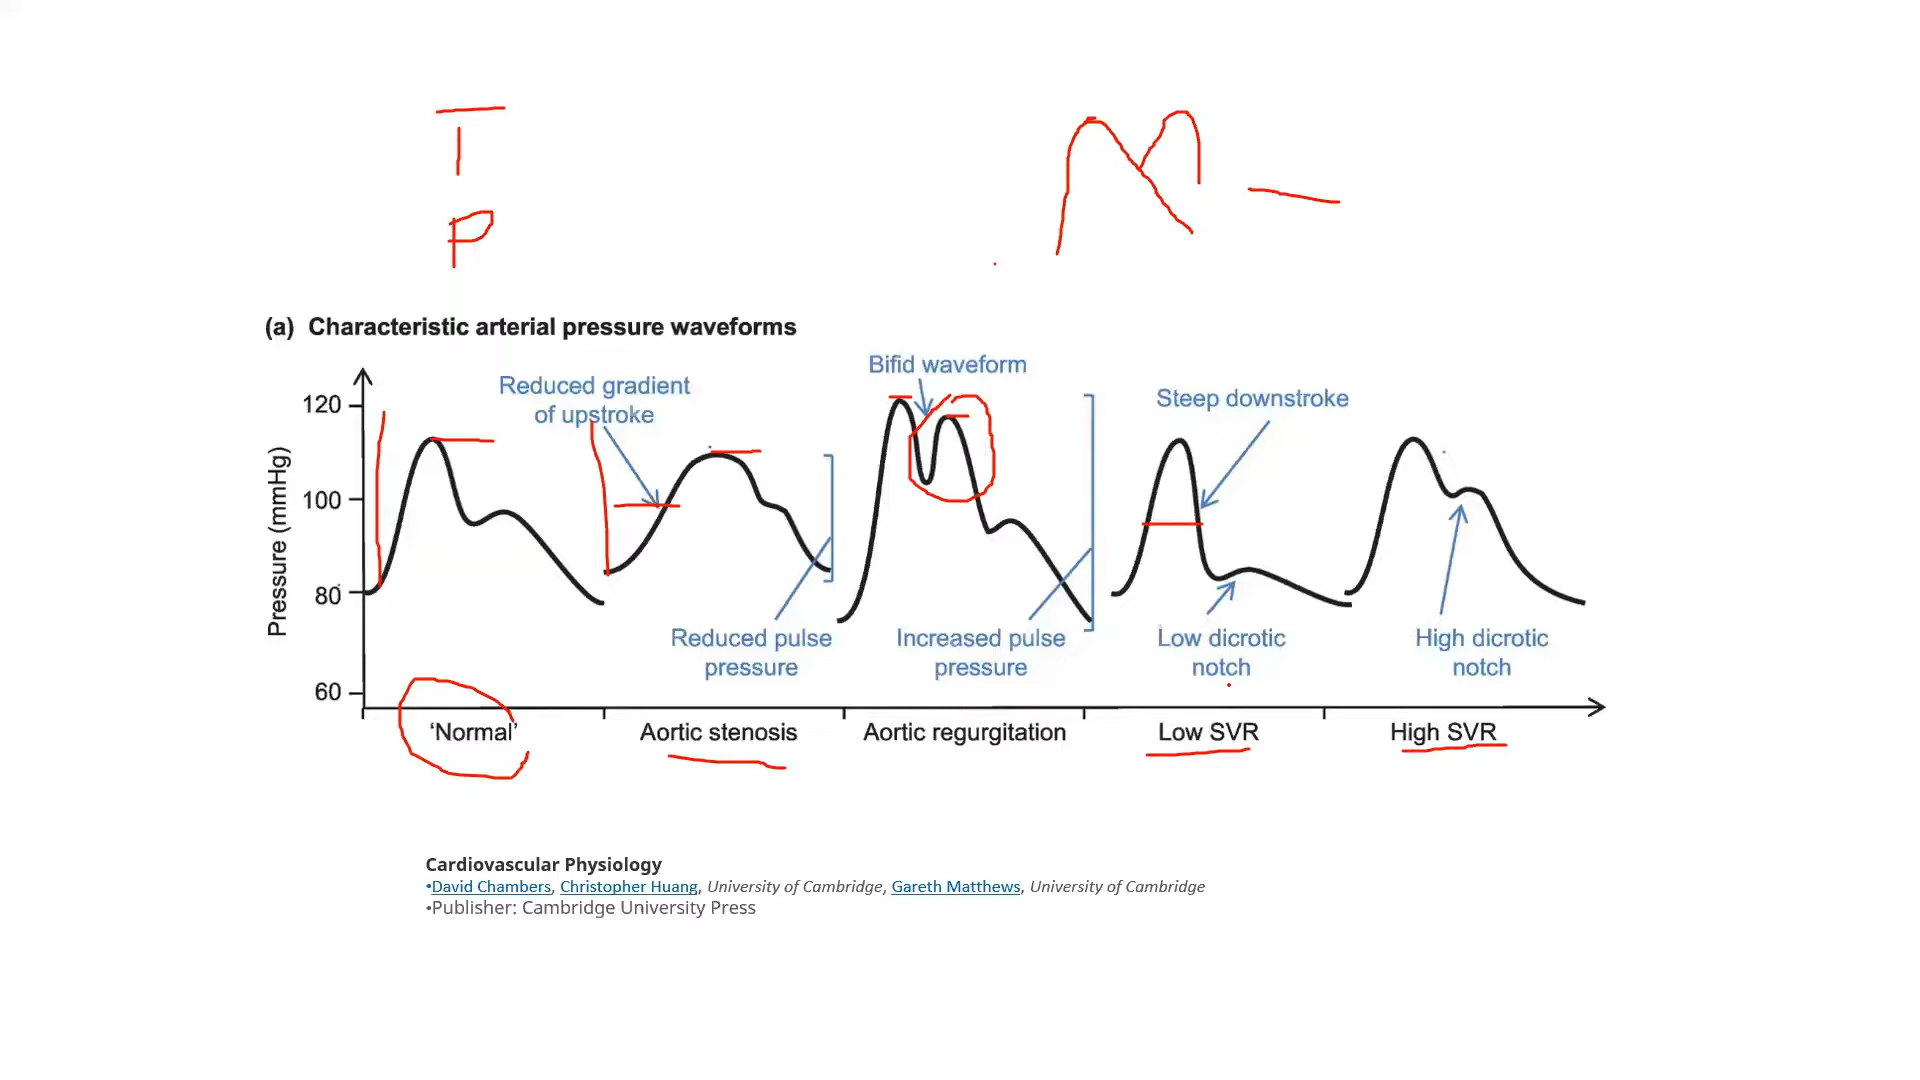 T
P
(a) Characteristic arterial pressure waveforms
Bifid waveform
Reduced gradient
of upstroke
Steep downstroke
120
100
80
60
Pressure (mmHg)
Reduced pulse
pressure
Increased pulse
pressure
Low dicrotic
notch
High dicrotic
notch
‘Normal’
Aortic stenosis
Aortic regurgitation
Low SVR
High SVR
Cardiovascular Physiology
•David Chambers, Christopher Huang, University of Cambridge, Gareth Matthews, University of Cambridge
•Publisher: Cambridge University Press